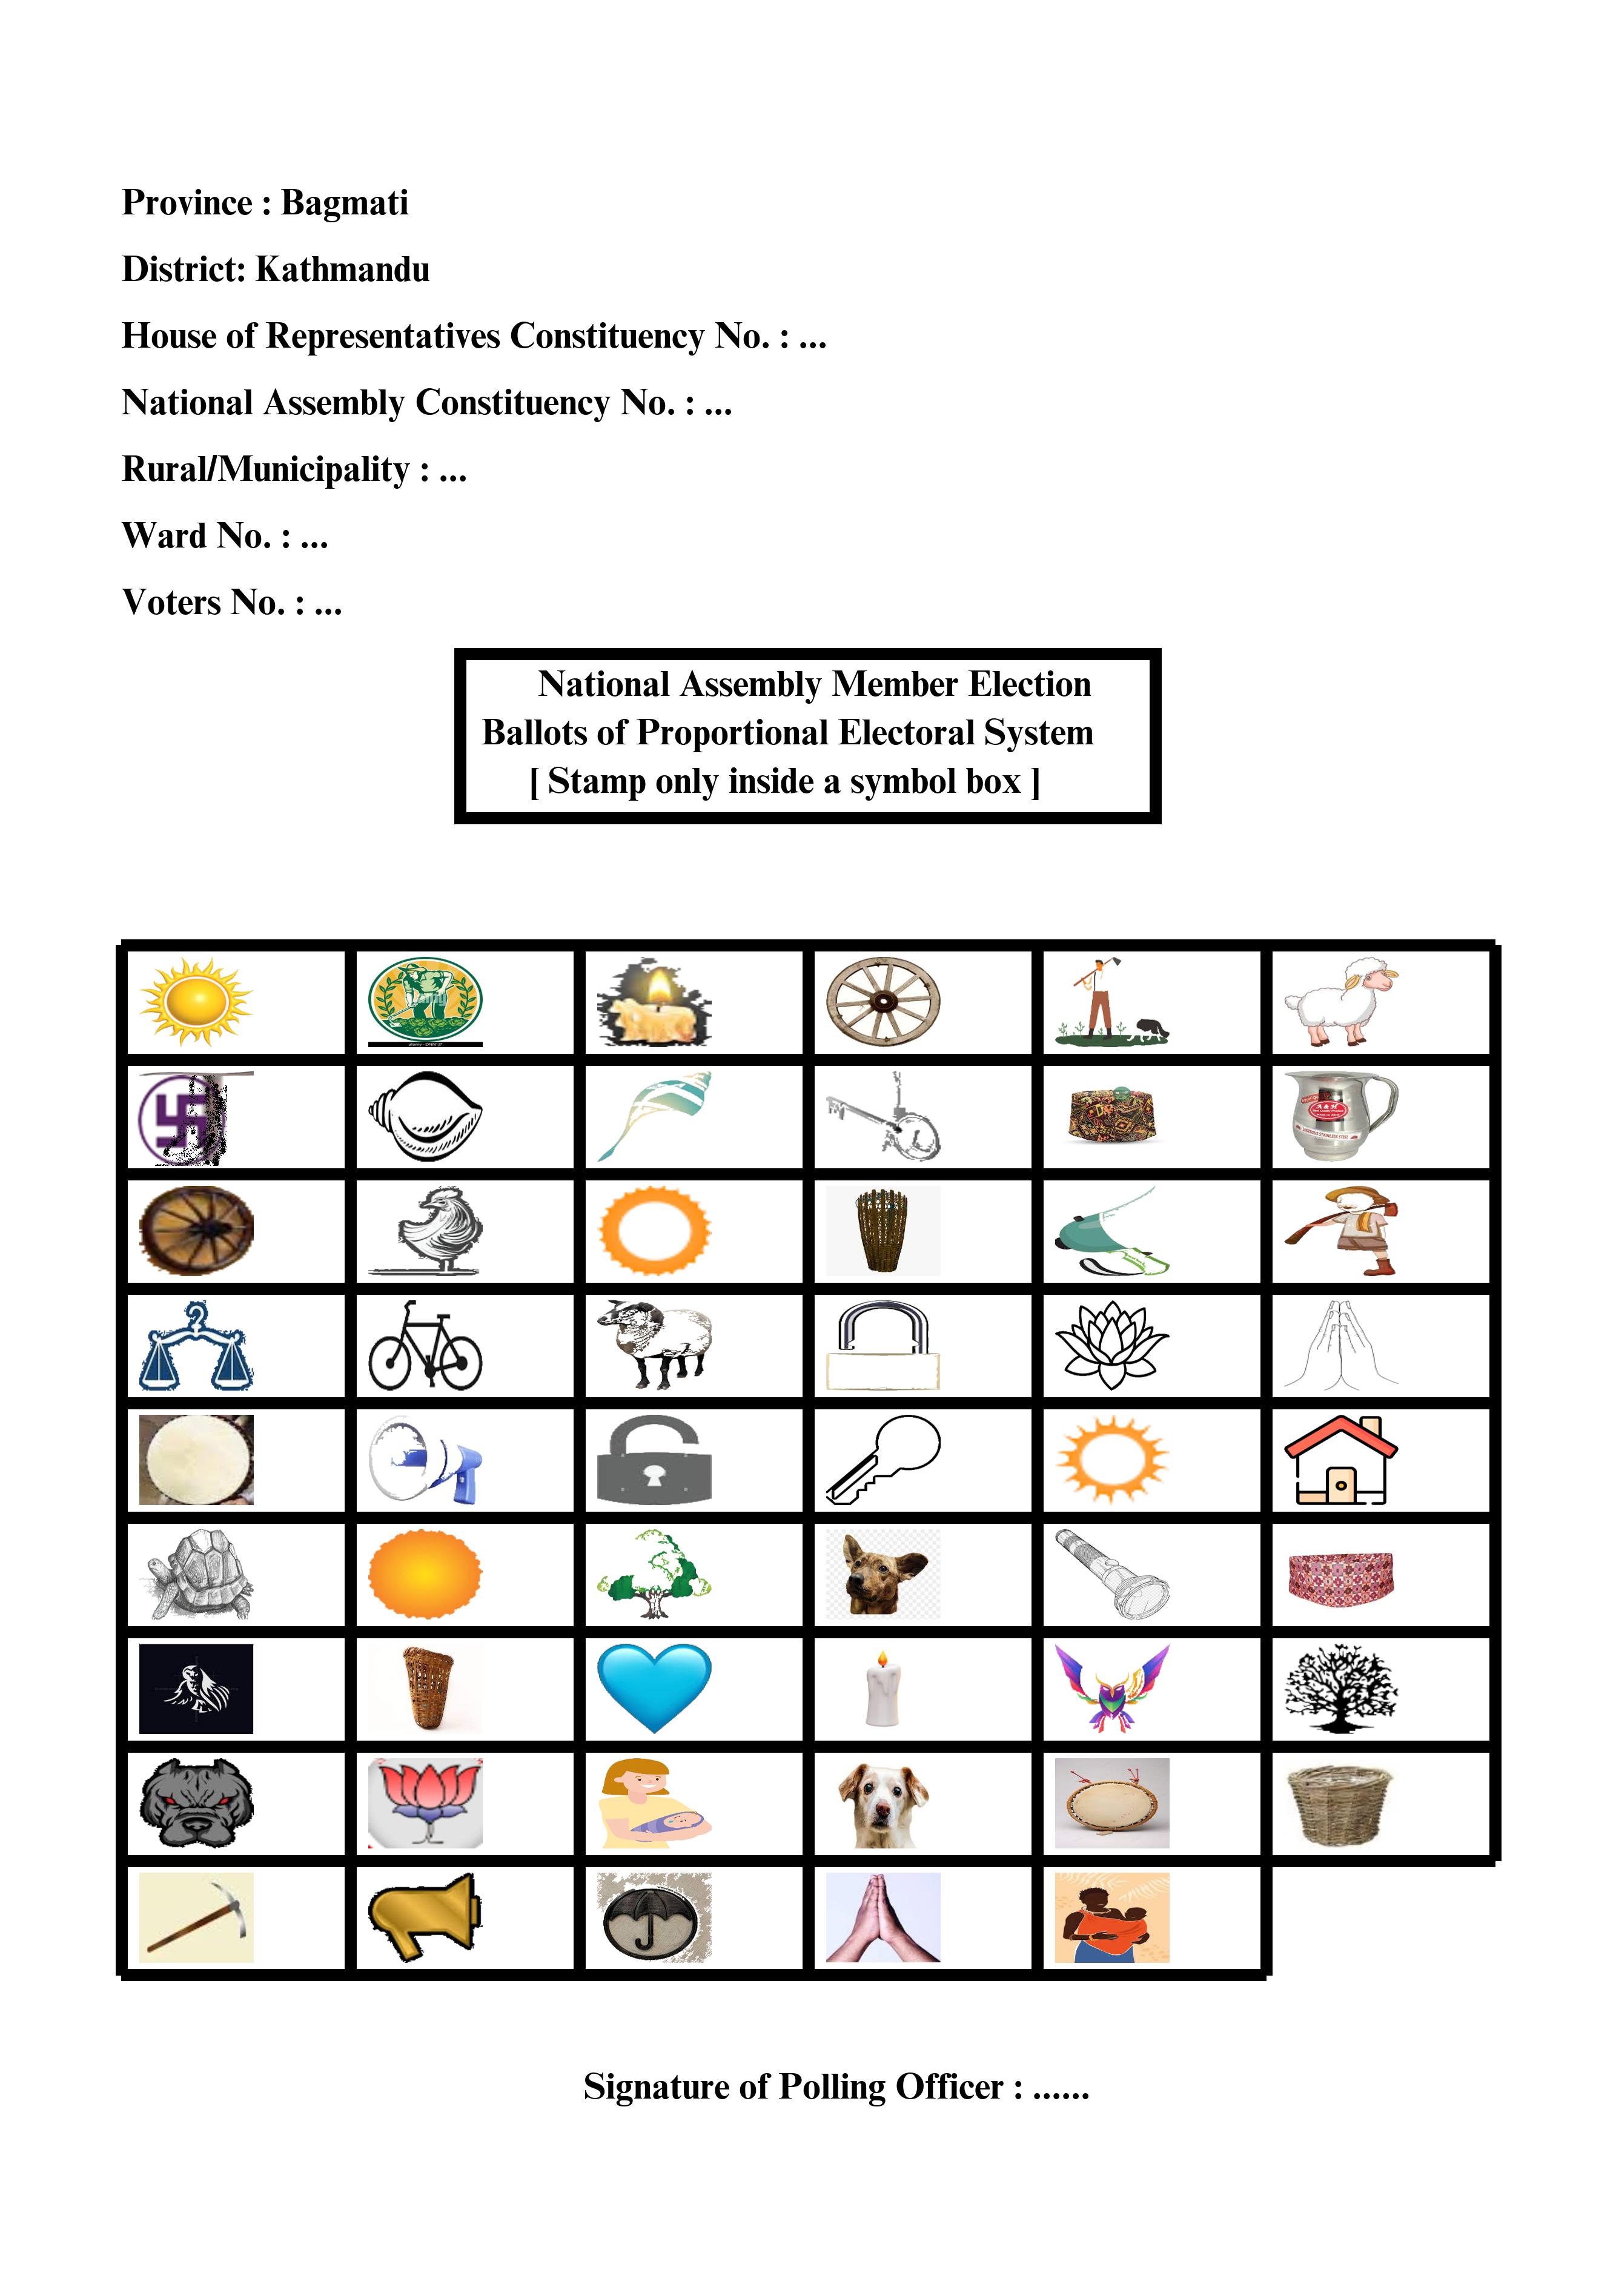 Province : Bagmati
District: Kathmandu
House of Representatives Constituency No. : ...
National Assembly Constituency No. : ...
Rural/Municipality : ...
Ward No. : ...
Voters No. : ...
National Assembly Member Election
Ballots of Proportional Electoral System
[ Stamp only inside a symbol box ]
Signature of Polling Officer : ......